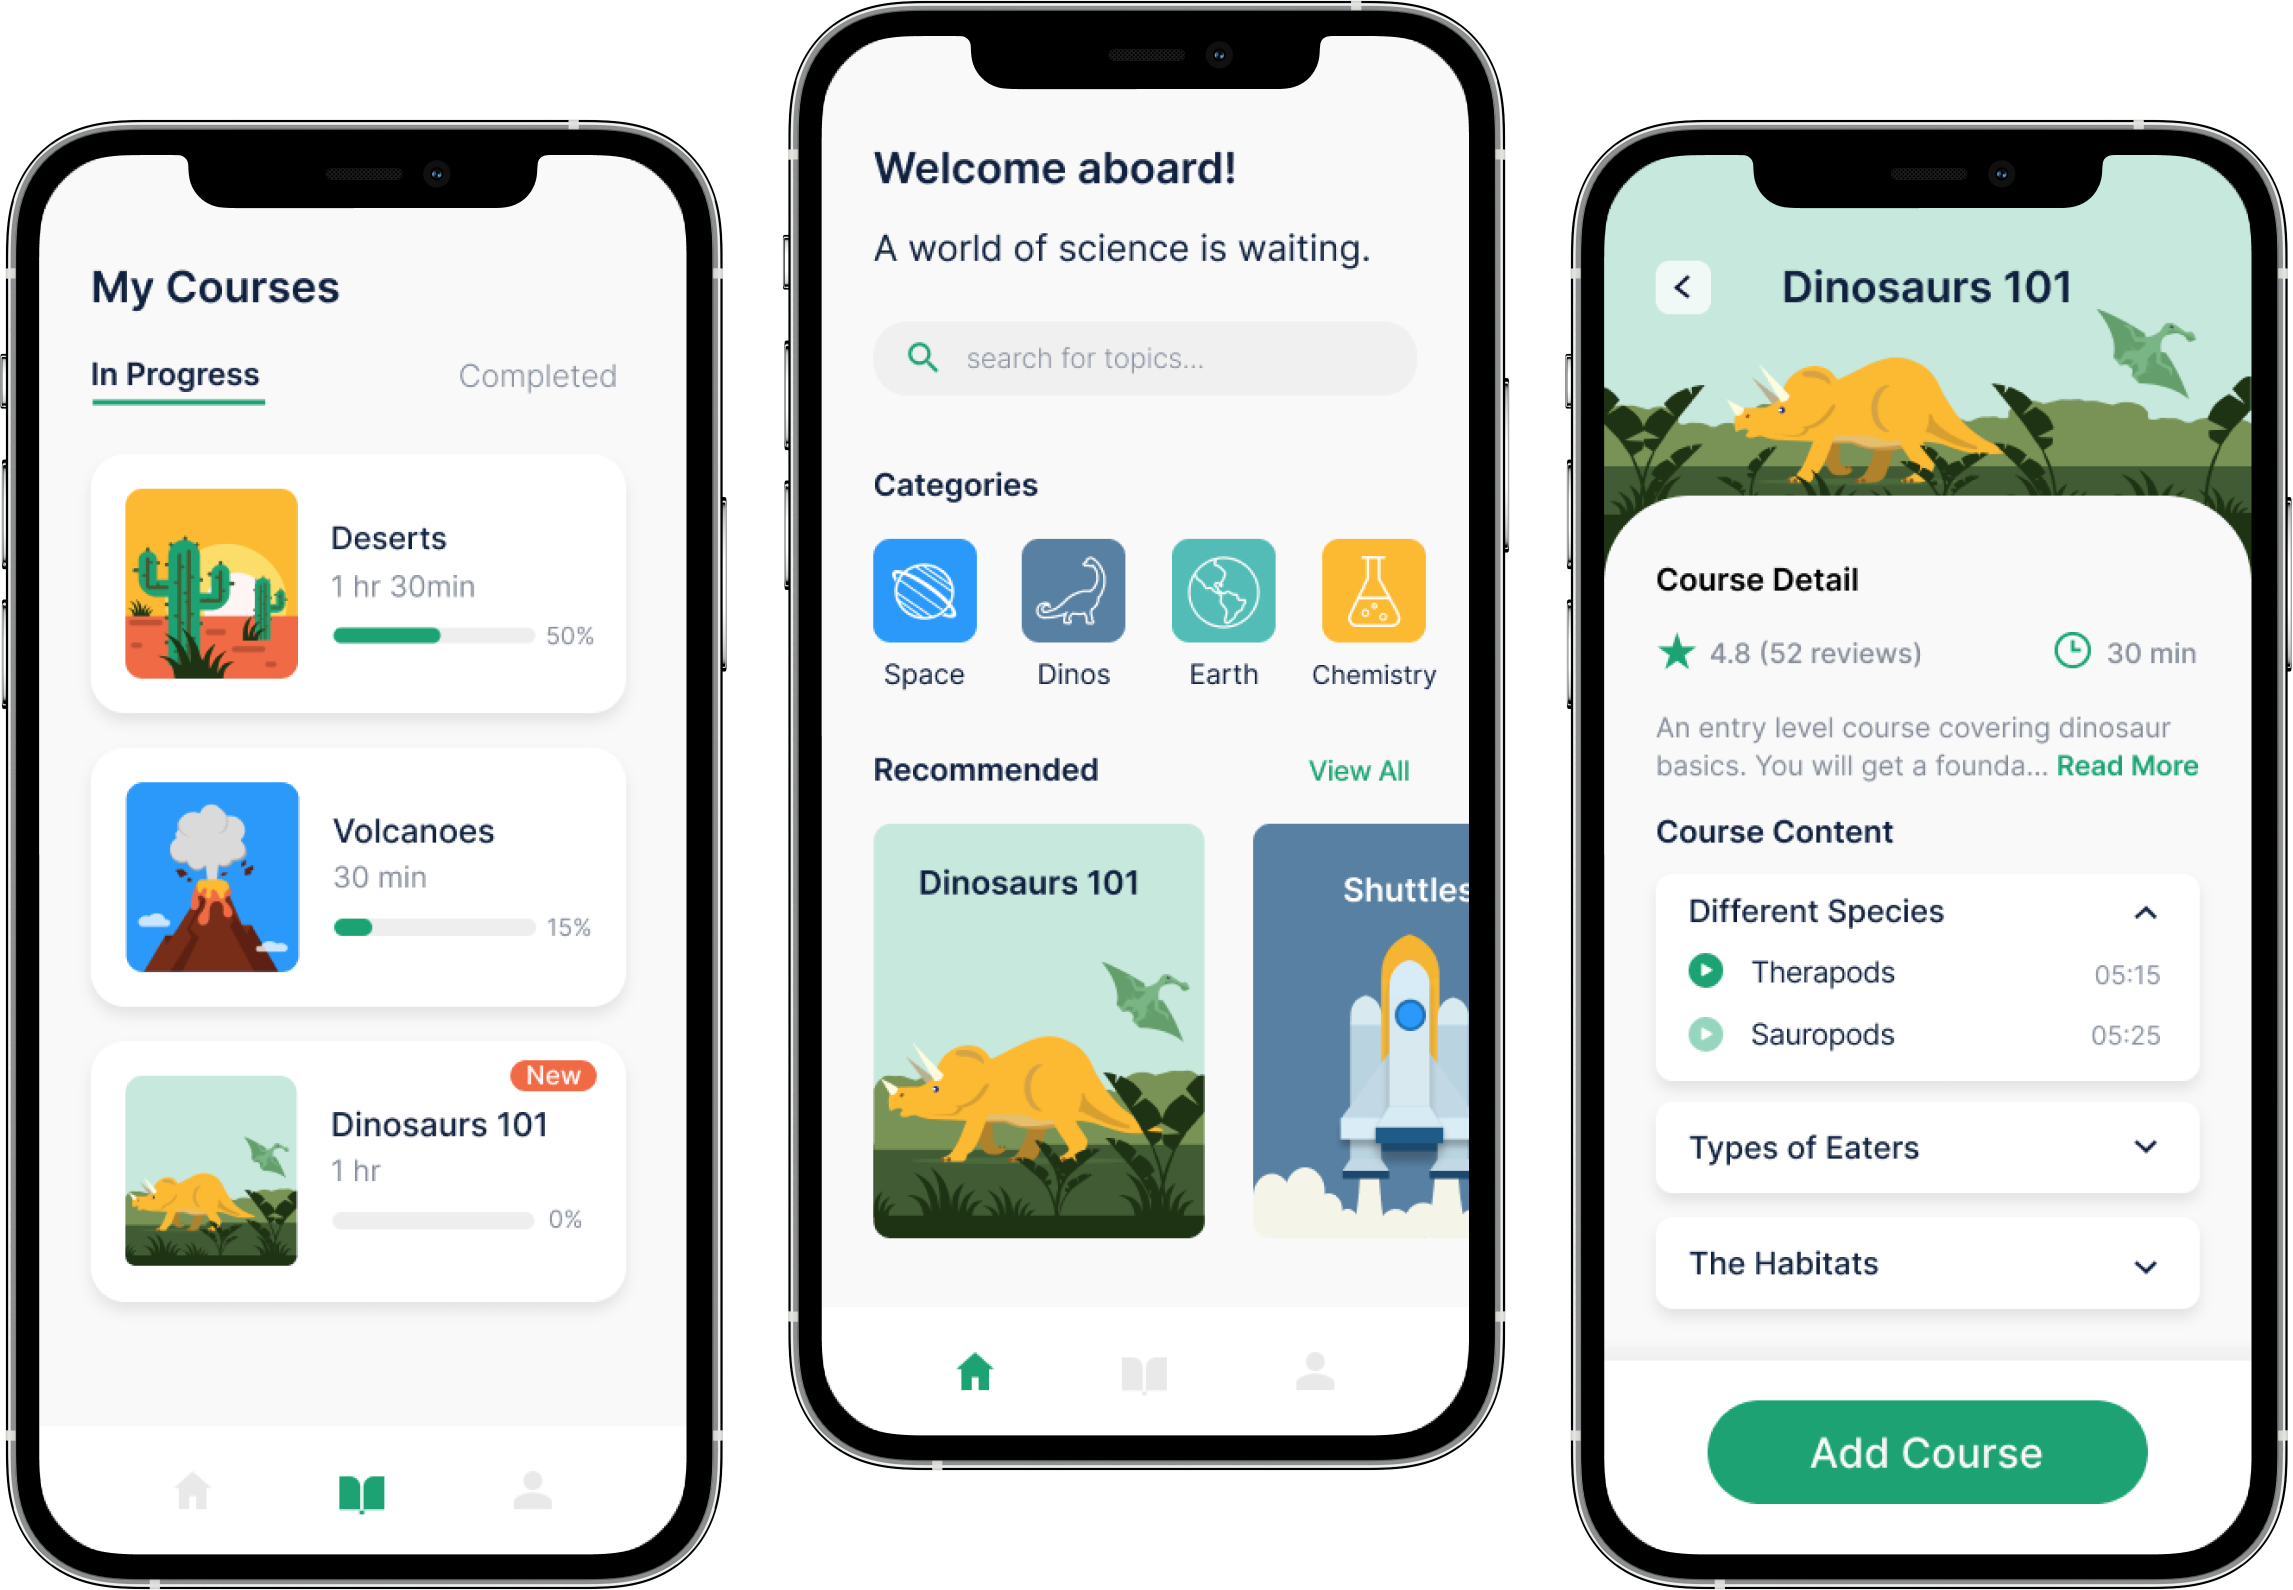 My Courses
In Progress
Completed
Deserts
1 hr 30min
50%
Volcanoes
30 min
15%
New
Dinosaurs 101
1 hr
0%
Welcome aboard!
A world of science is waiting.
search for topics...
Categories
Space
Dinos
Earth
Chemistry
Recommended
View All
Dinosaurs 101
Shuttles
Dinosaurs 101
Course Detail
4.8 (52 reviews)
30 min
An entry level course covering dinosaur
basics. You will get a founda... Read More
Course Content
Different Species
Therapods
05:15
Sauropods
05:25
Types of Eaters
The Habitats
Add Course